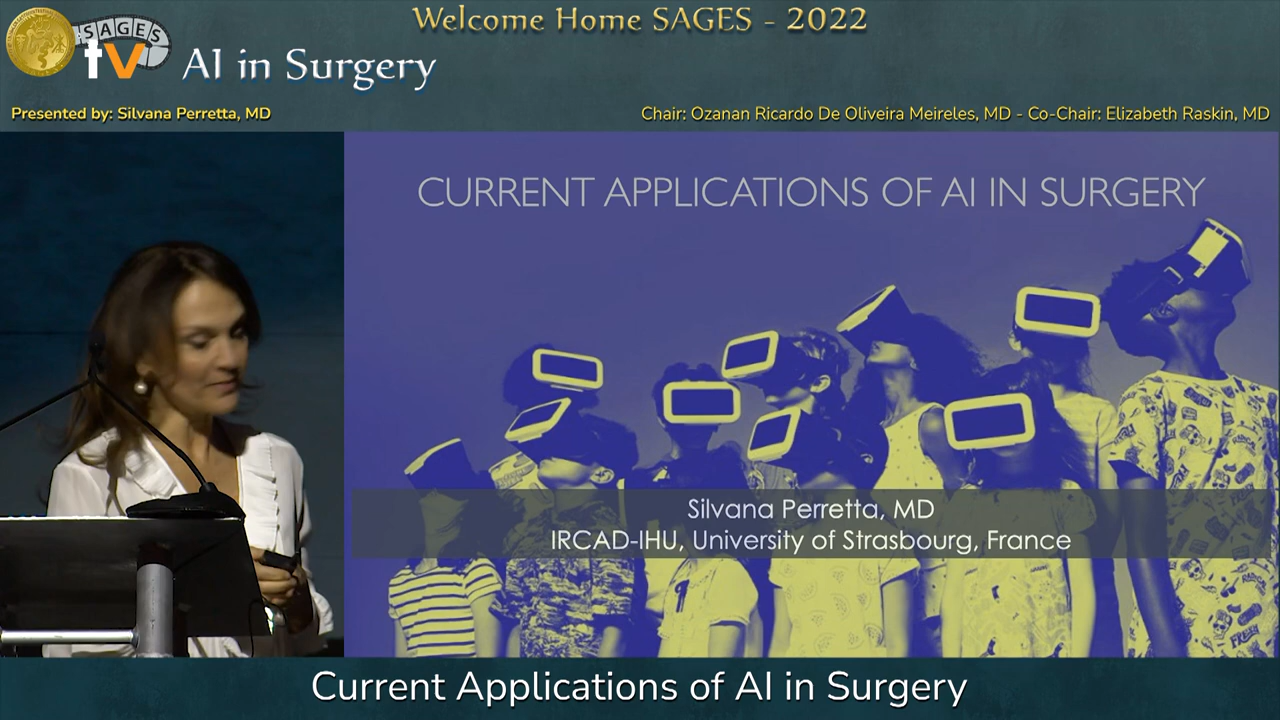 Welcome Home SAGES - 2022
SAGES
tv
AI in Surgery
Presented by: Silvana Perretta, MD
Chair: Ozanan Ricardo De Oliveira Meireles, MD - Co-Chair: Elizabeth Raskin, MD
CURRENT APPLICATIONS OF AI IN SURGERY
Silvana Perretta, MD
IRCAD-IHU, University of Strasbourg, France
Current Applications of AI in Surgery